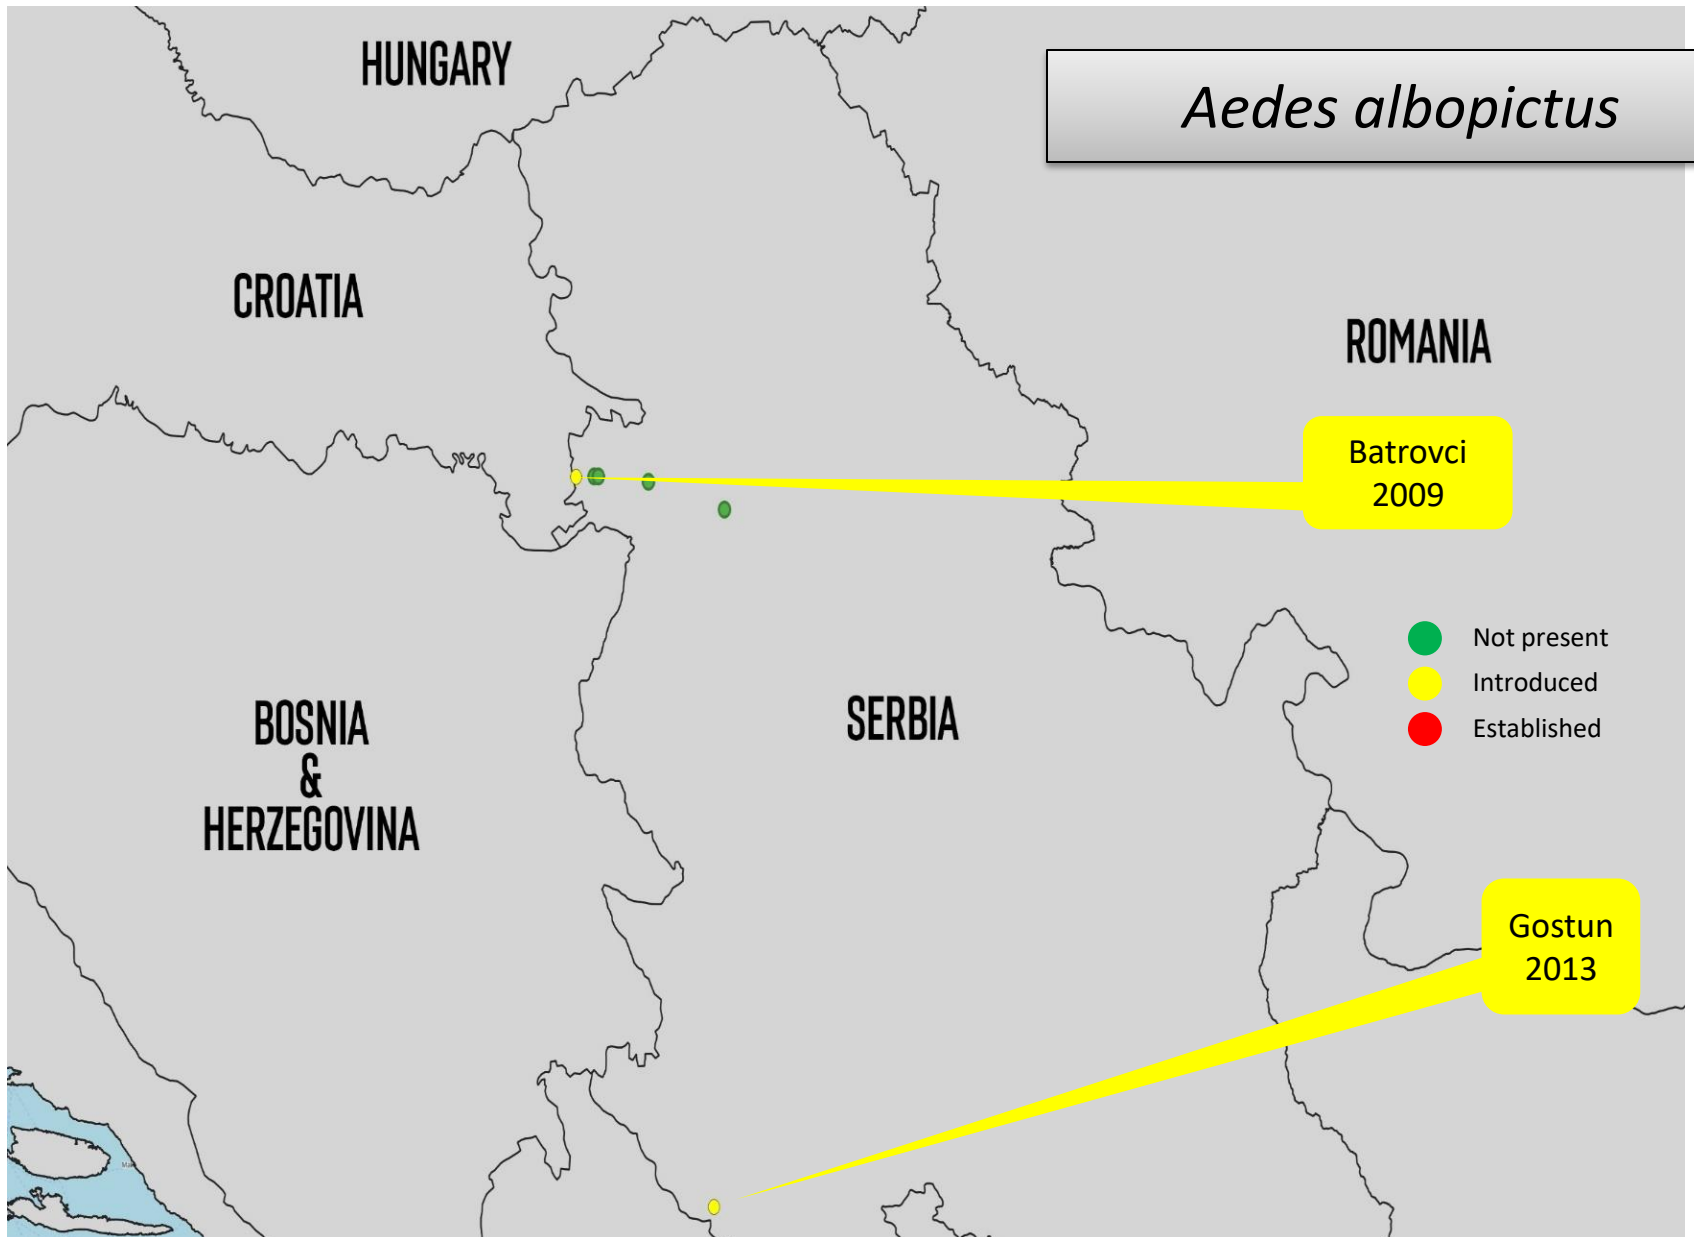 HUNGARY
Aedes albopictus
CROATIA
ROMANIA
Batrovci
2009
Not present
Introduced
Established
BOSNIA
&
HERZEGOVINA
SERBIA
Gostun
2013